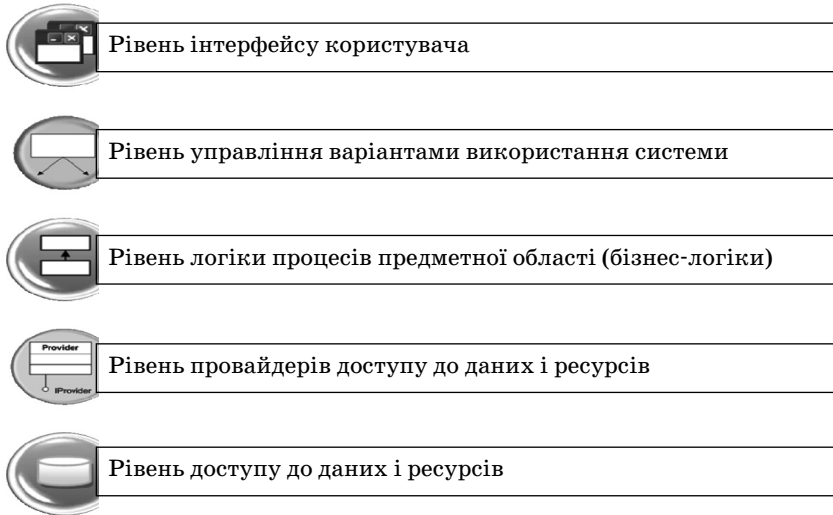 Рівень інтерфейсу користувача
Рівень управління варіантами використання системи
Рівень логіки процесів предметної області (бізнес-логіки)
Provider
IProvider
Рівень провайдерів доступу до даних і ресурсів
Рівень доступу до даних і ресурсів